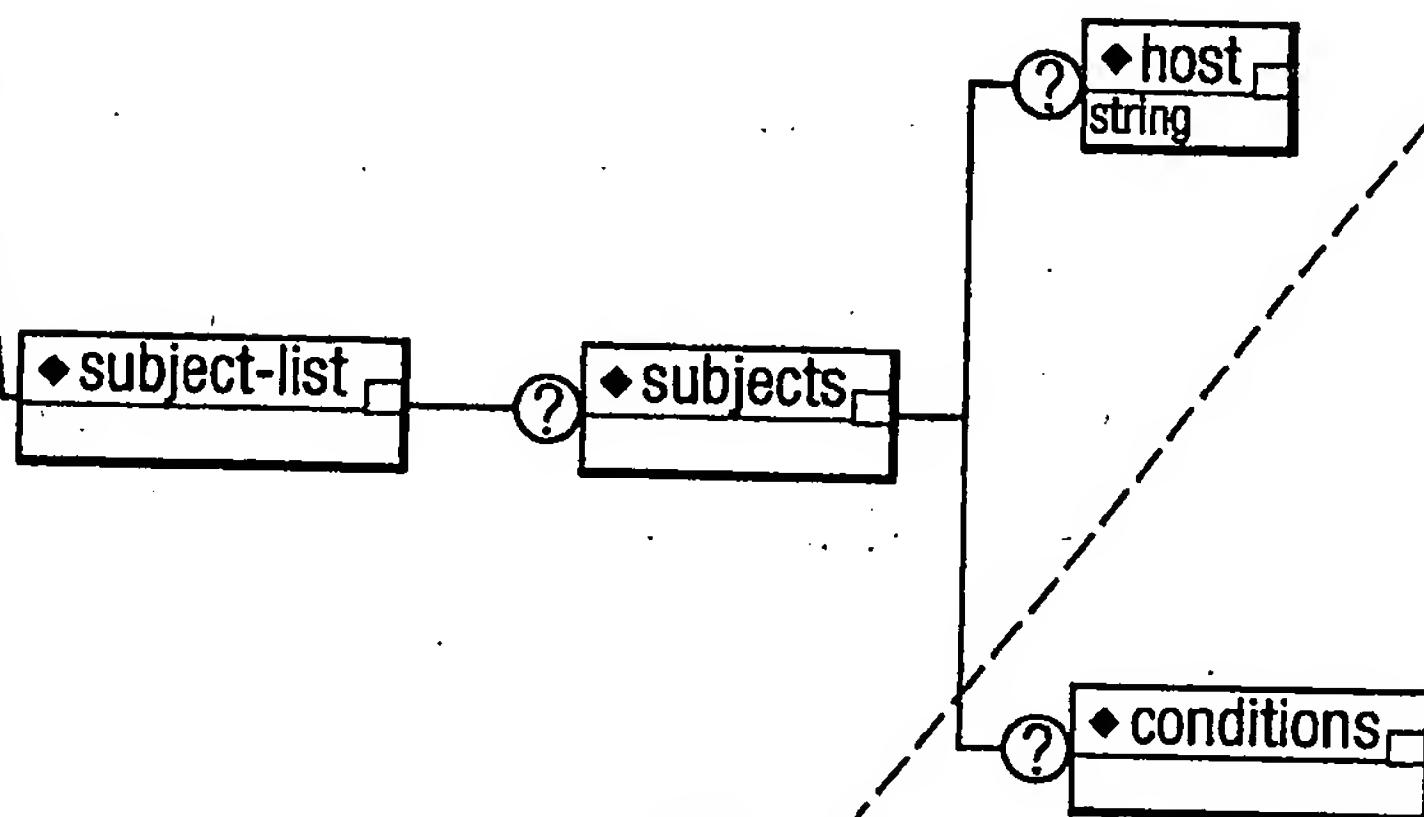 ◆host
?
string
◆subject-list
?
◆subjects
?
◆conditions